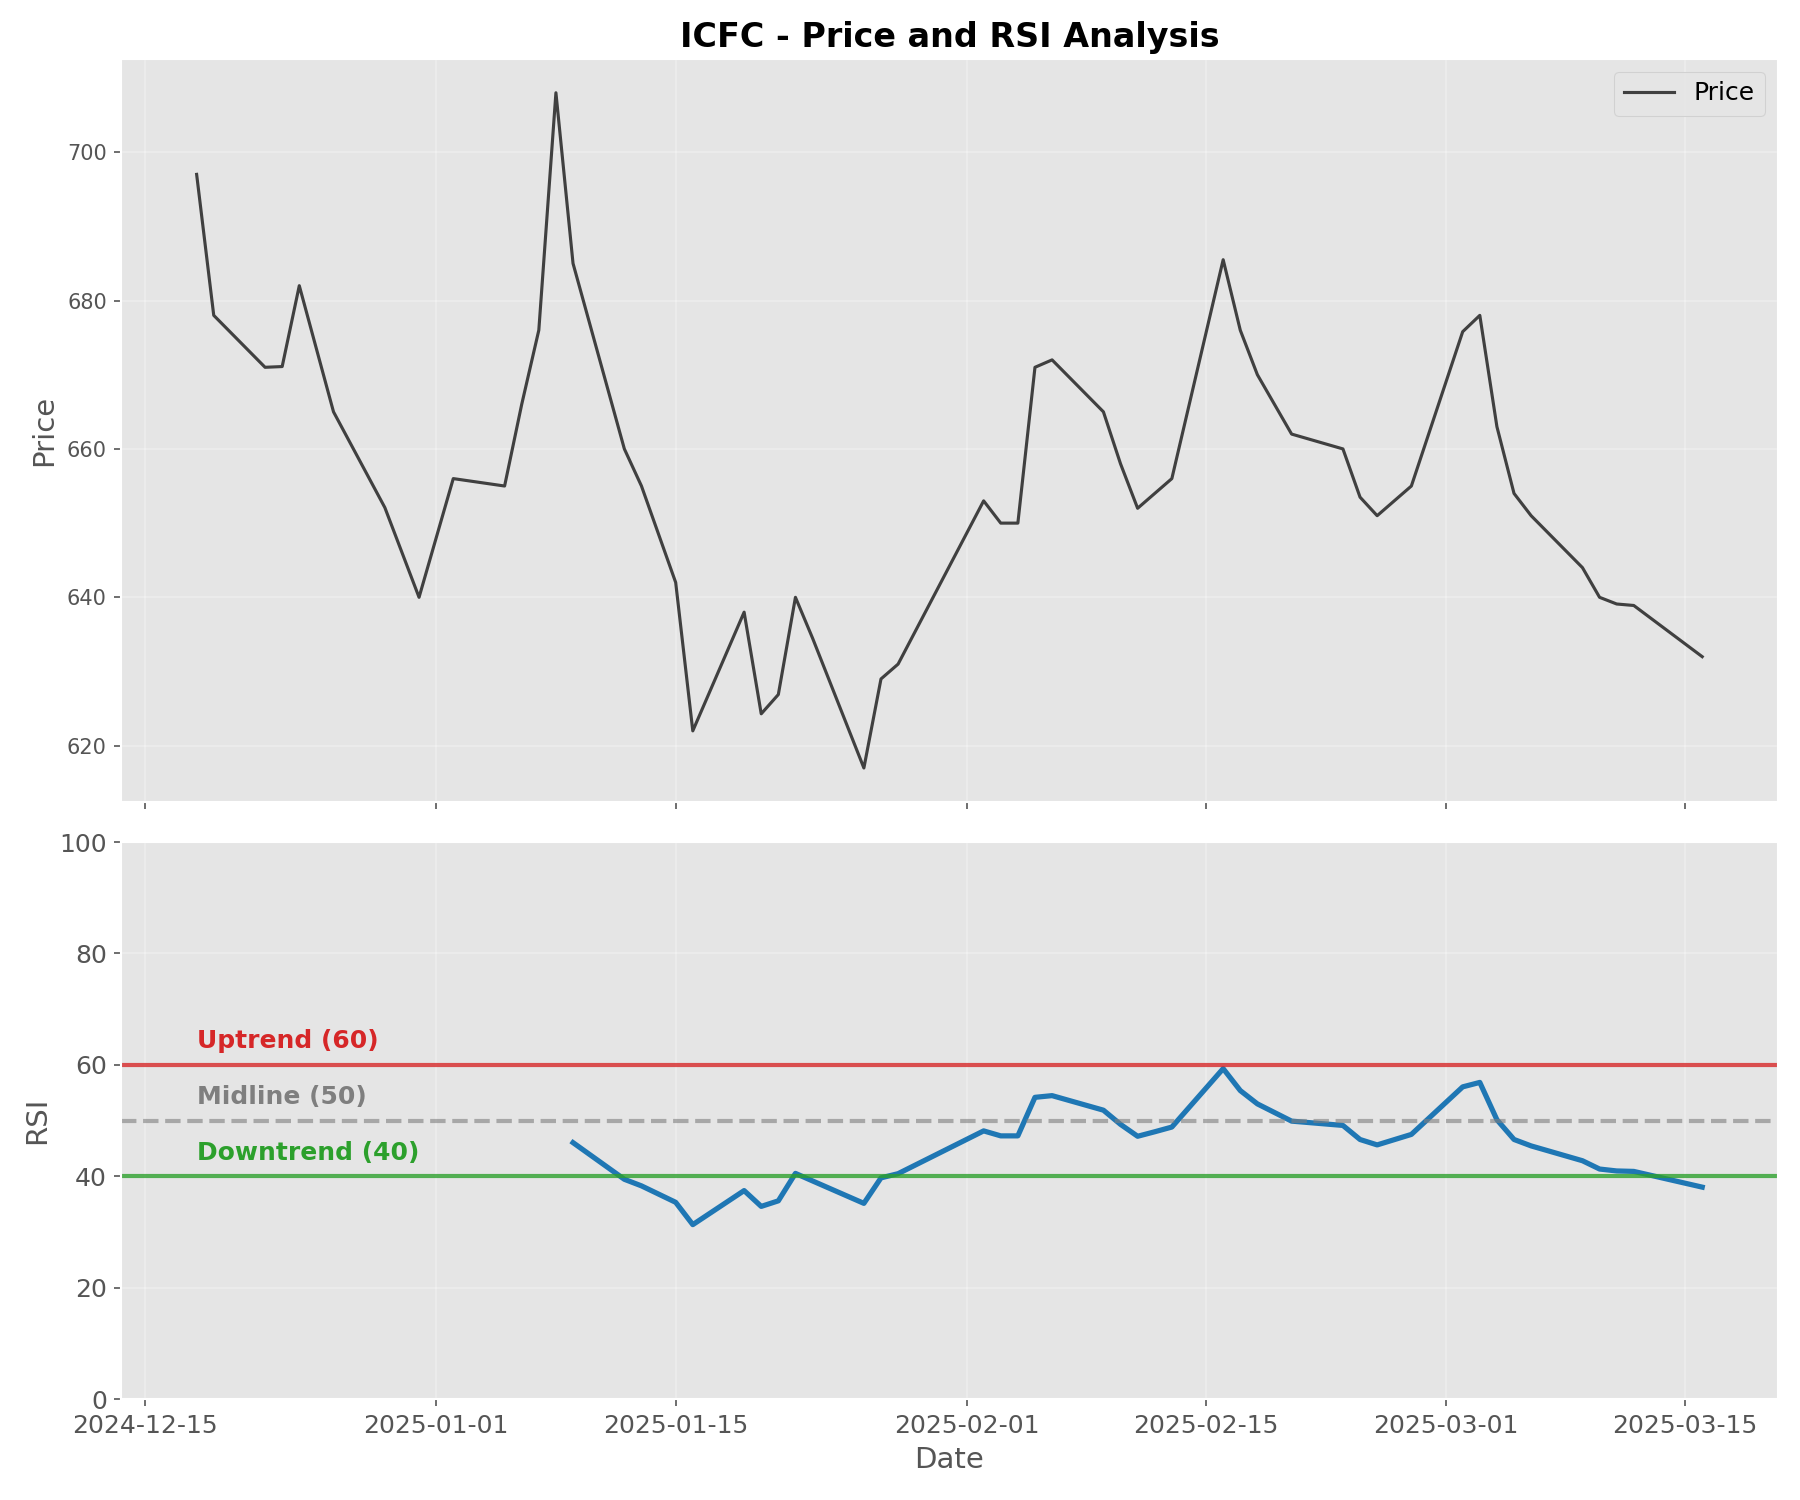 ICFC - Price and RSI Analysis
Price
700
680
660
640
620
Price
100
80
60
40
20
0
RSI
Uptrend (60)
Midline (50)
Downtrend (40)
2024-12-15
2025-01-01
2025-01-15
2025-02-01
2025-02-15
2025-03-01
2025-03-15
Date